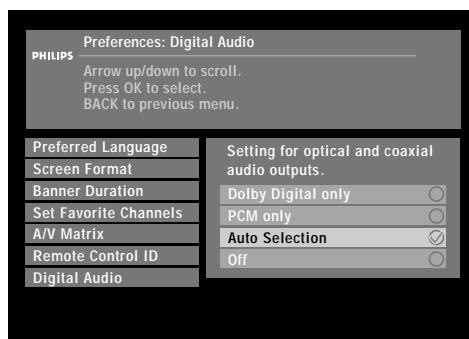 Preferences: Digital Audio
PHILIPS
Arrow up/down to scroll.
Press OK to select.
BACK to previous menu.
Preferred Language
Screen Format
Banner Duration
Set Favorite Channels
A/V Matrix
Remote Control ID
Digital Audio
Setting for optical and coaxial
audio outputs.
Dolby Digital only
PCM only
Auto Selection
Off